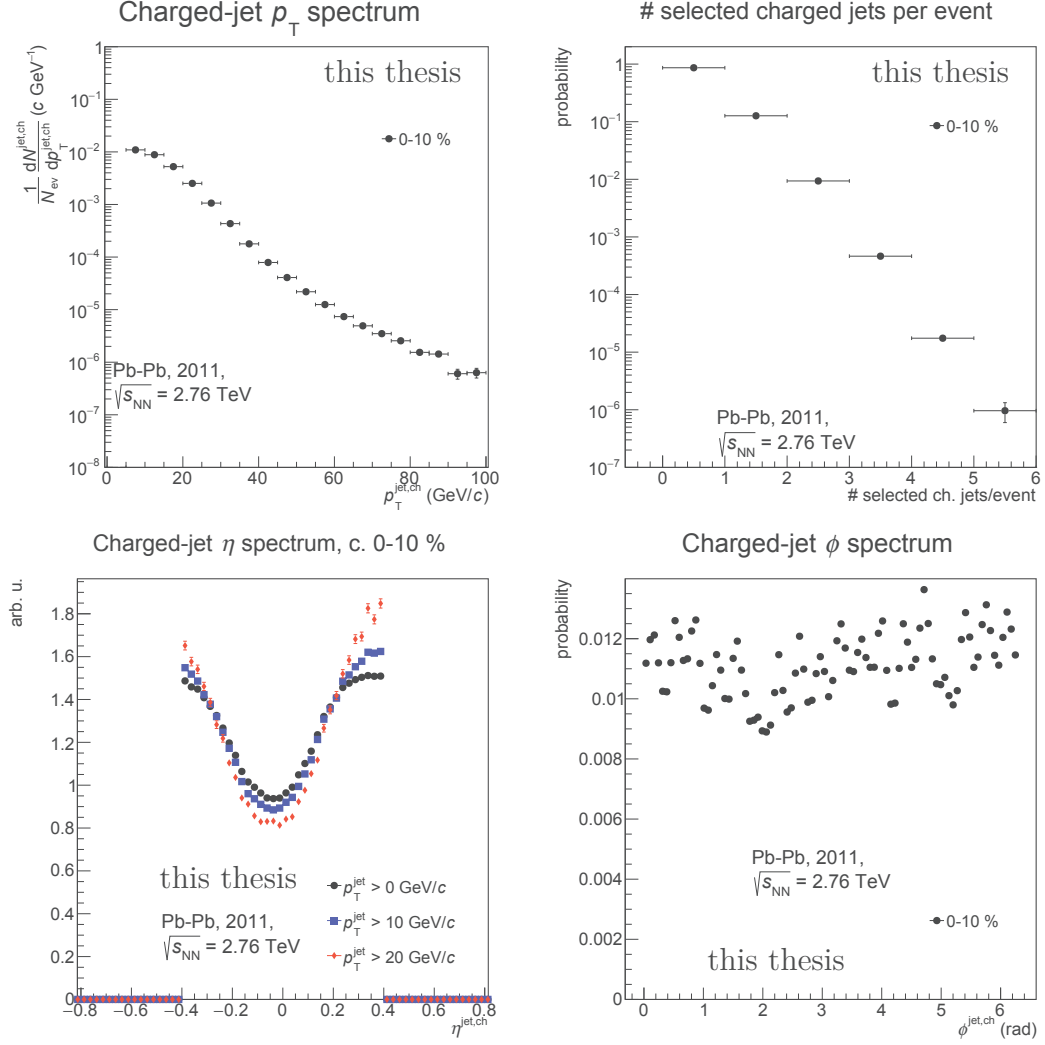 Charged-jet p_T spectrum
1/N_ev dN^jet,ch/dp_T^jet,ch (c GeV⁻¹)
this thesis
0-10 %
1
10⁻¹
10⁻²
10⁻³
10⁻⁴
10⁻⁵
10⁻⁶
10⁻⁷
10⁻⁸
Pb-Pb, 2011,
√s_NN = 2.76 TeV
0 20 40 60 80 100
p_T^jet,ch (GeV/c)
# selected charged jets per event
probability
this thesis
0-10 %
1
10⁻¹
10⁻²
10⁻³
10⁻⁴
10⁻⁵
10⁻⁶
10⁻⁷
Pb-Pb, 2011,
√s_NN = 2.76 TeV
0 1 2 3 4 5 6
# selected ch. jets/event
Charged-jet η spectrum, c. 0-10 %
arb. u.
1.8
1.6
1.4
1.2
1
0.8
0.6
0.4
0.2
0
this thesis
Pb-Pb, 2011,
√s_NN = 2.76 TeV
p_T^jet > 0 GeV/c
p_T^jet > 10 GeV/c
p_T^jet > 20 GeV/c
−0.8 −0.6 −0.4 −0.2 0 0.2 0.4 0.6 0.8
η^jet,ch
Charged-jet ϕ spectrum
probability
0.012
0.01
0.008
0.006
0.004
0.002
0
Pb-Pb, 2011,
√s_NN = 2.76 TeV
0-10 %
this thesis
0 1 2 3 4 5 6
ϕ^jet,ch (rad)